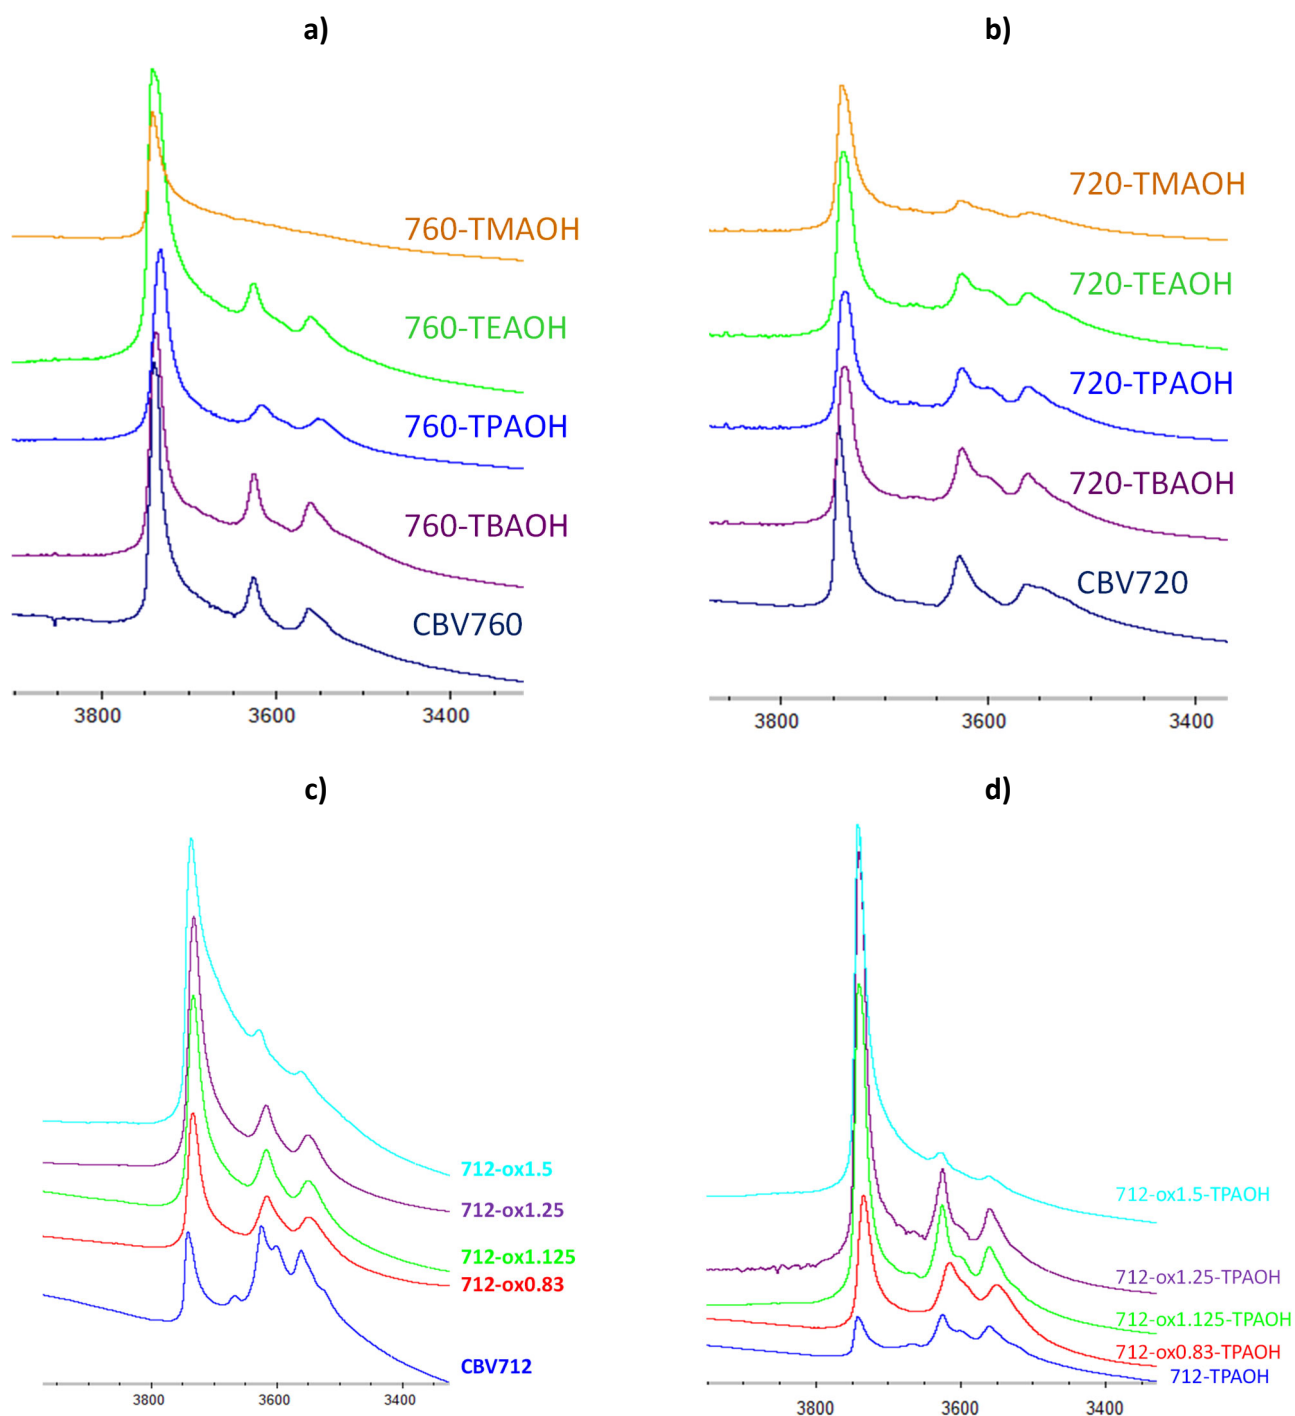 a)
760-TMAOH
760-TEAOH
760-TPAOH
760-TBAOH
CBV760
3800 3600 3400
b)
720-TMAOH
720-TEAOH
720-TPAOH
720-TBAOH
CBV720
3800 3600 3400
c)
712-ox1.5
712-ox1.25
712-ox1.125
712-ox0.83
CBV712
3800 3600 3400
d)
712-ox1.5-TPAOH
712-ox1.25-TPAOH
712-ox1.125-TPAOH
712-ox0.83-TPAOH
712-TPAOH
3800 3600 3400